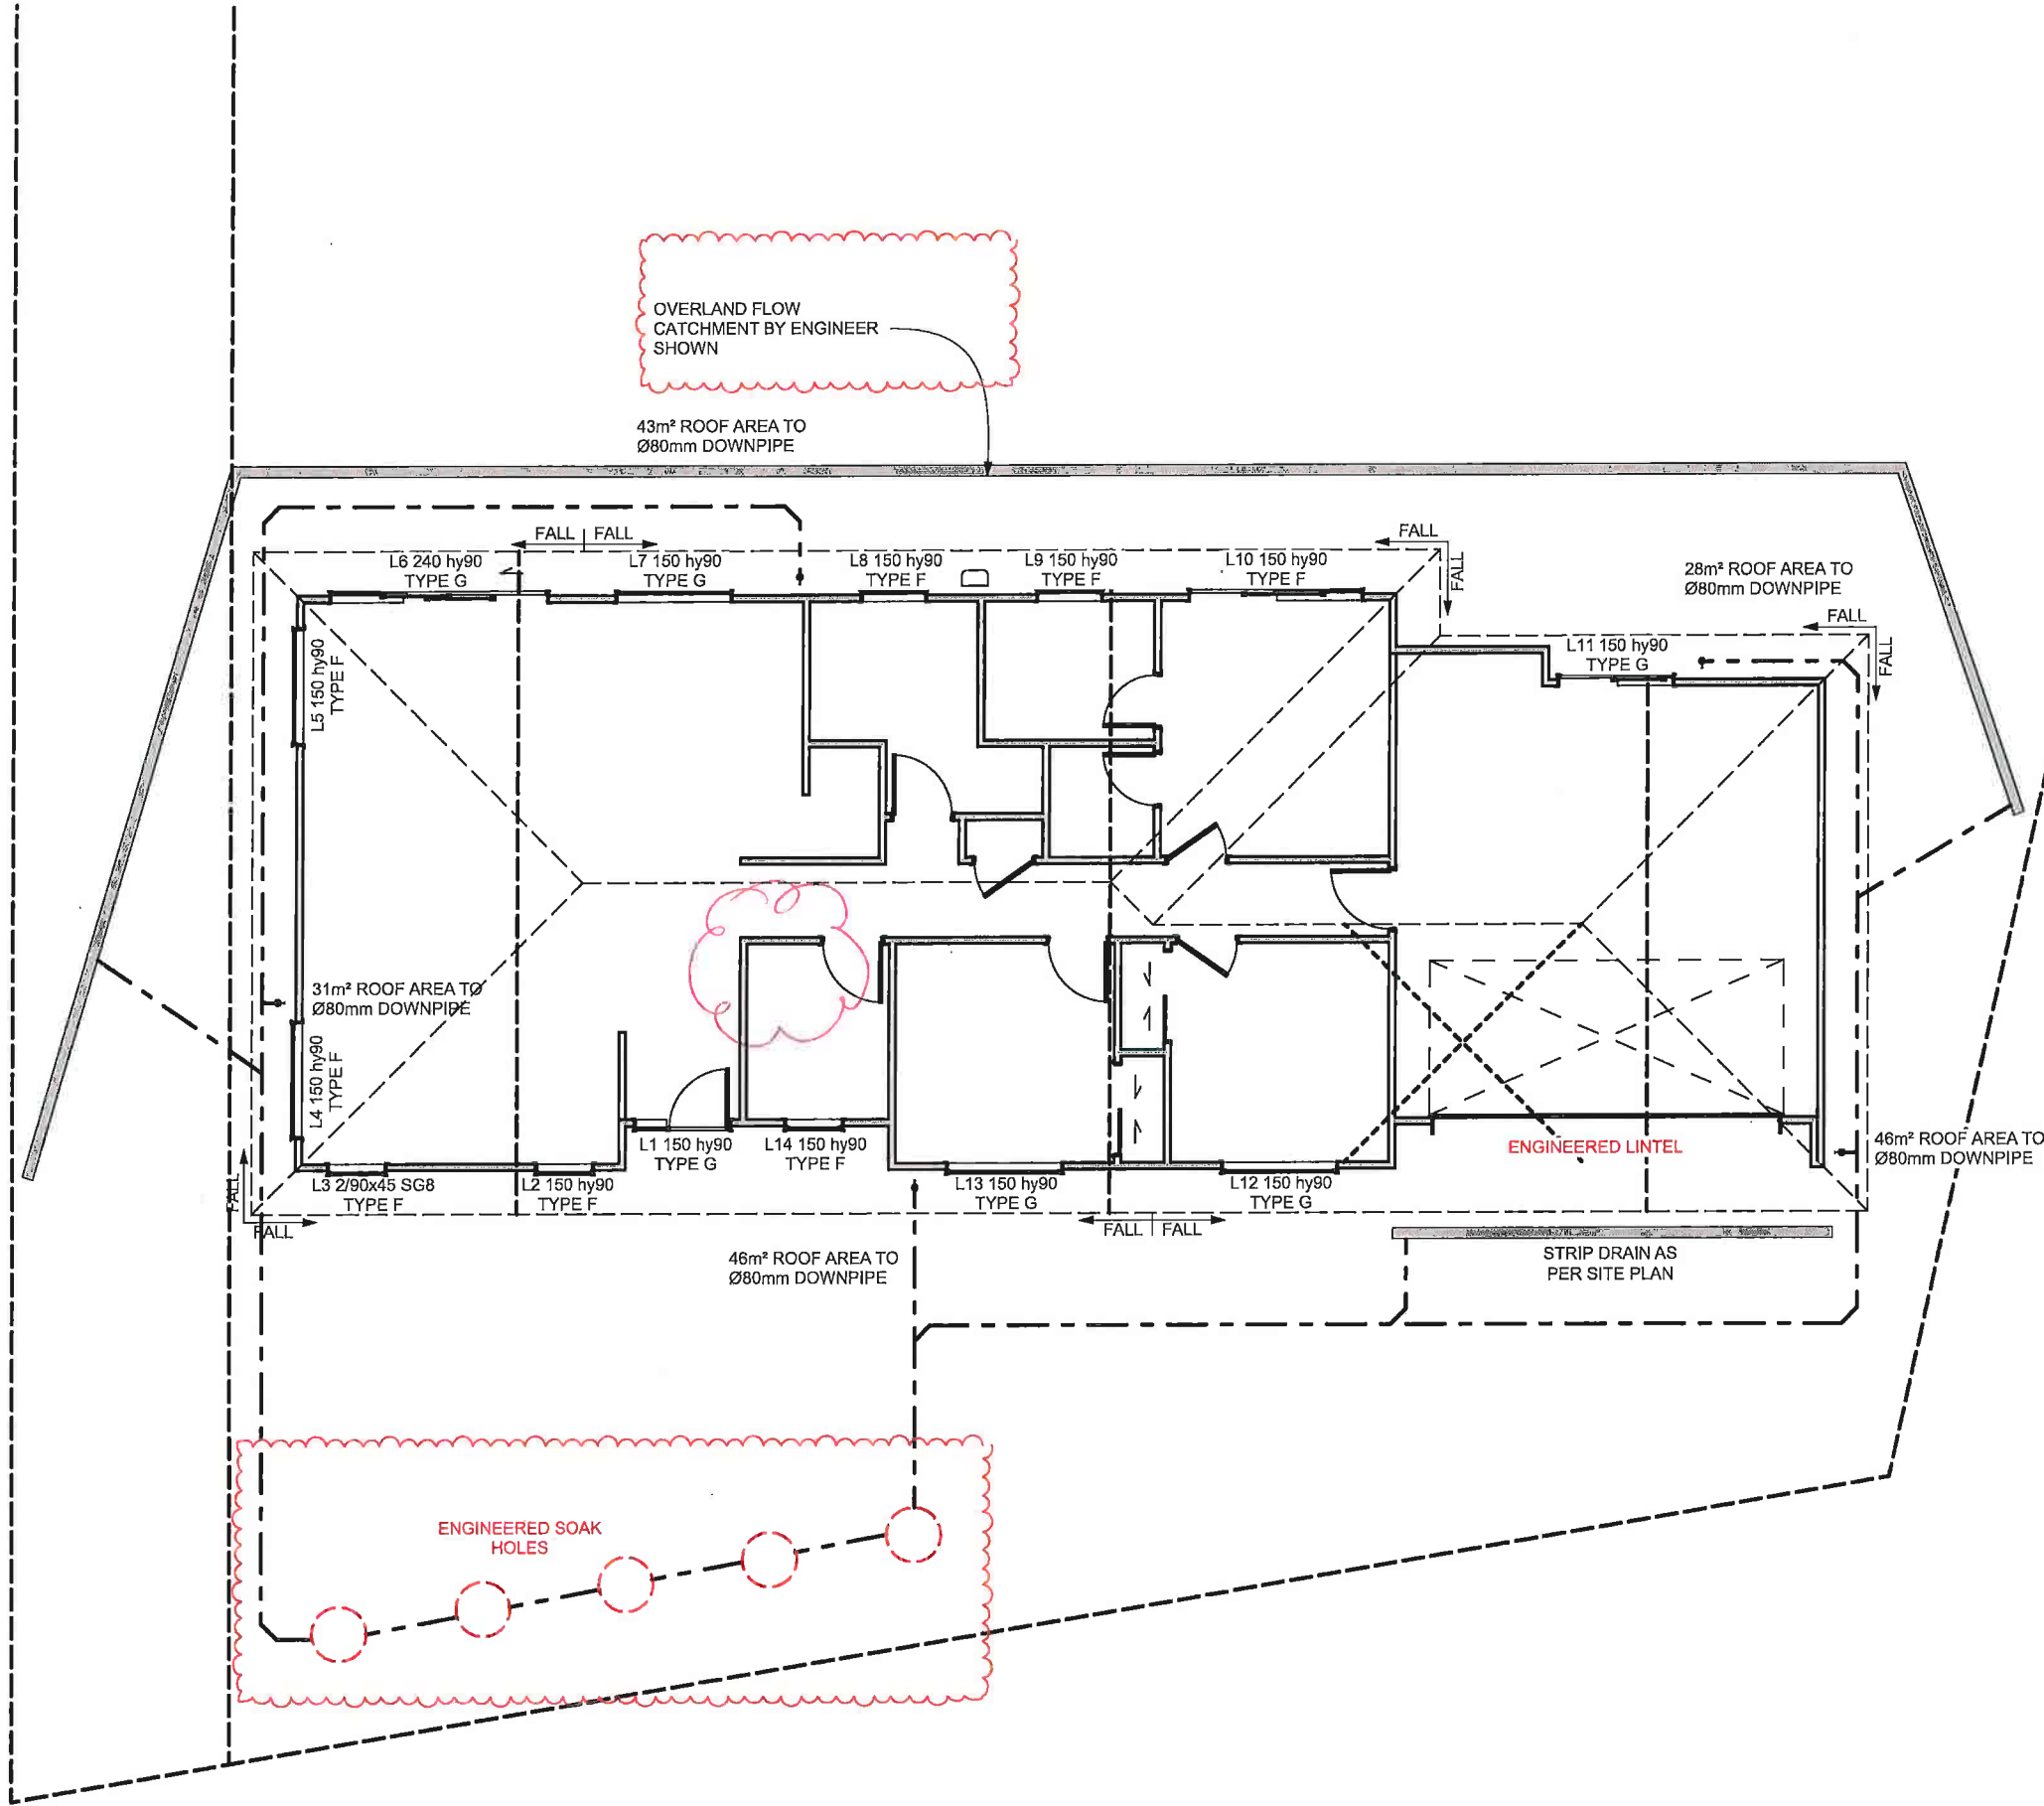 OVERLAND FLOW
CATCHMENT BY ENGINEER
SHOWN
43m² ROOF AREA TO
Ø80mm DOWNPIPE
FALL FALL
FALL
FALL
L6 240 hy90
TYPE G
L7 150 hy90
TYPE G
L8 150 hy90
TYPE F
L9 150 hy90
TYPE F
L10 150 hy90
TYPE F
28m² ROOF AREA TO
Ø80mm DOWNPIPE
FALL
FALL
L11 150 hy90
TYPE G
L5 150 hy90
TYPE F
31m² ROOF AREA TO
Ø80mm DOWNPIPE
L4 150 hy90
TYPE F
L1 150 hy90
TYPE G
L14 150 hy90
TYPE F
ENGINEERED LINTEL
46m² ROOF AREA TO
Ø80mm DOWNPIPE
L3 2/90x45 SG8
TYPE F
L2 150 hy90
TYPE F
L13 150 hy90
TYPE G
L12 150 hy90
TYPE G
FALL
FALL
FALL FALL
46m² ROOF AREA TO
Ø80mm DOWNPIPE
STRIP DRAIN AS
PER SITE PLAN
ENGINEERED SOAK
HOLES